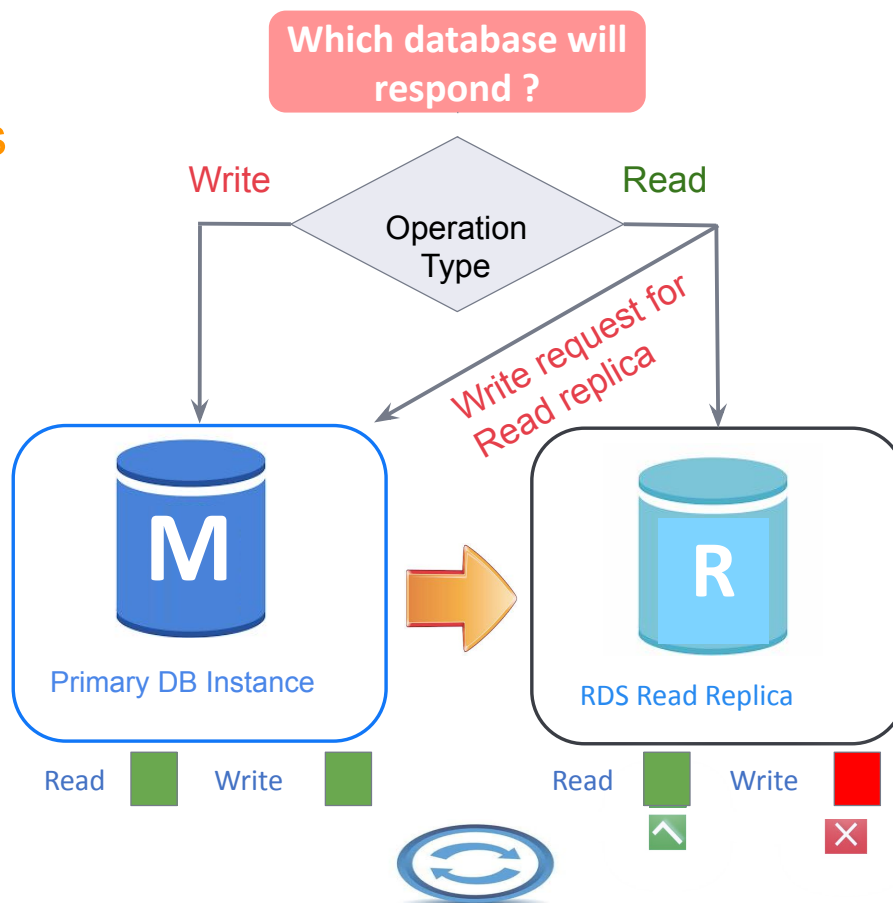 Which database will
respond ?
s
Write
Read
Operation
Type
Write request for
Read replica
M
R
Primary DB Instance
RDS Read Replica
Read Write
Read Write